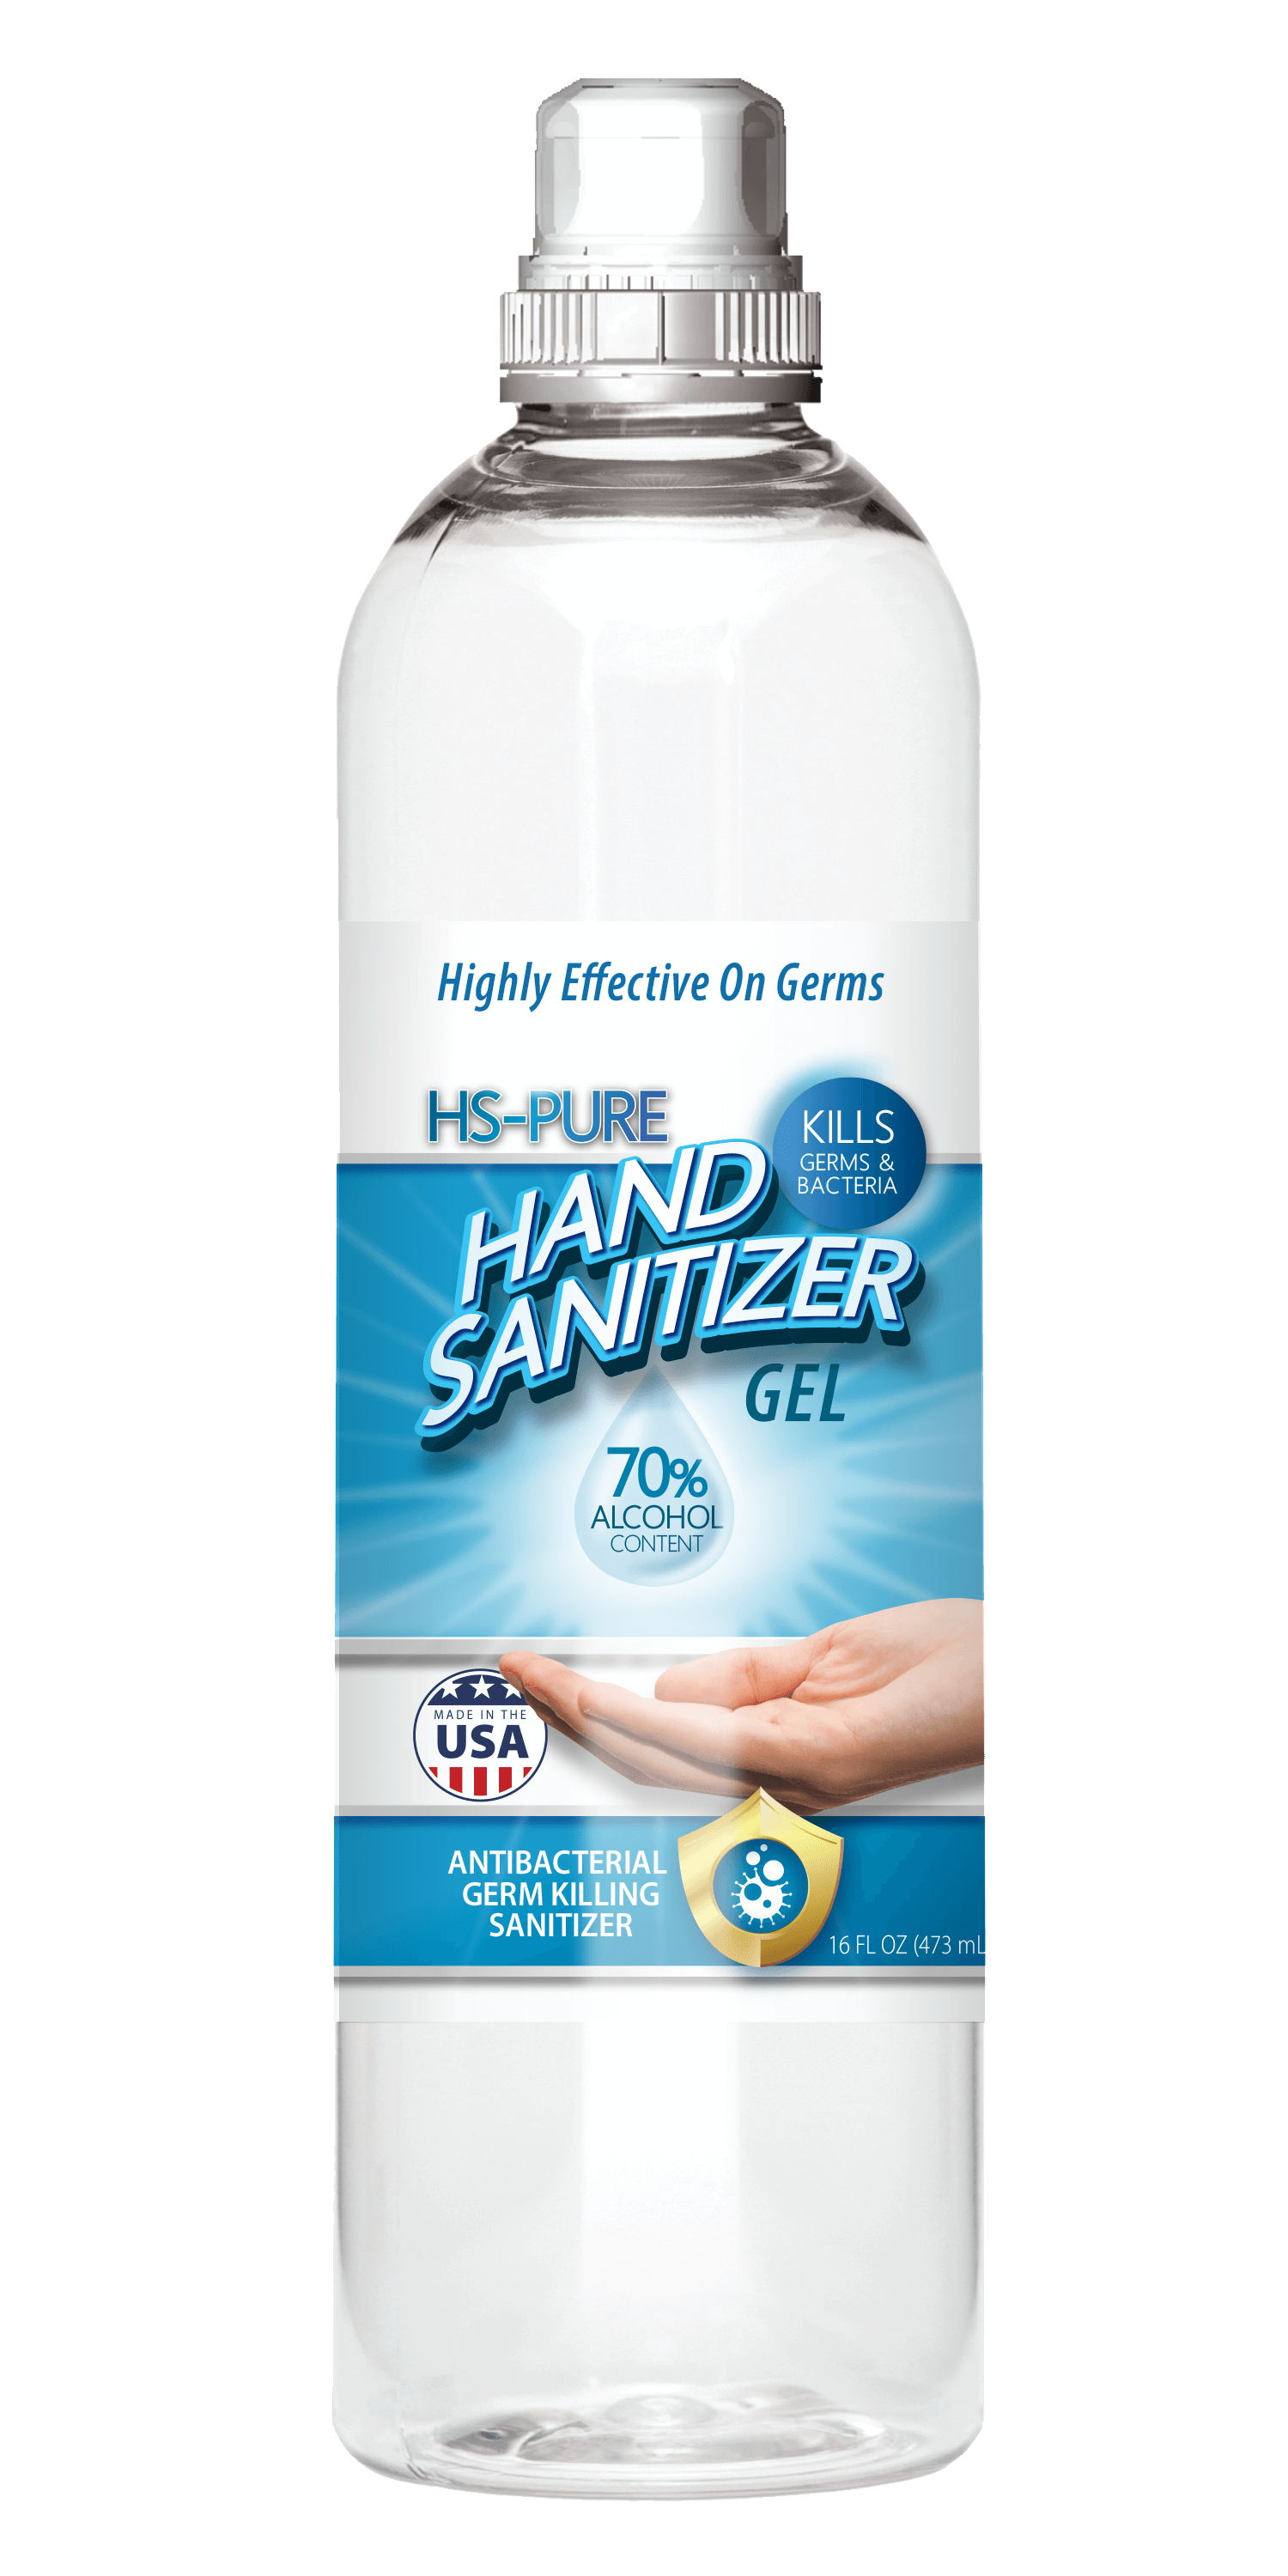 Highly Effective On Germs
HS-PURE
KILLS
GERMS &
BACTERIA
HAND
SANITIZER
GEL
70%
ALCOHOL
CONTENT
MADE IN THE
USA
ANTIBACTERIAL
GERM KILLING
SANITIZER
16 FL OZ (473 mL